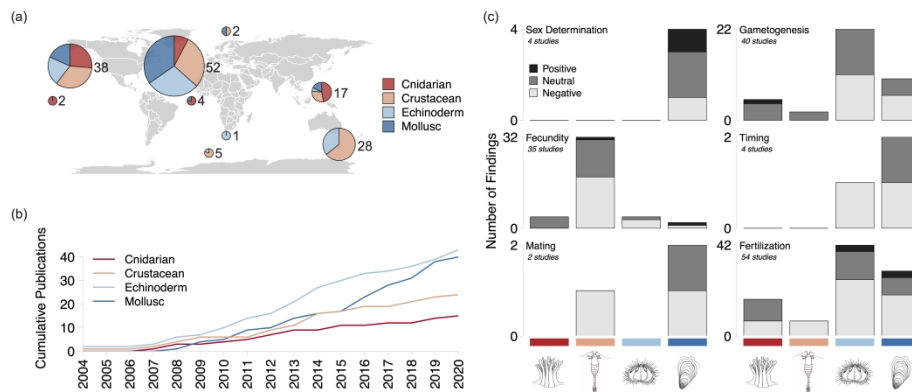 (a)
2
38
52
2
4
17
1
5
28
Cnidarian
Crustacean
Echinoderm
Mollusc
(b)
Cumulative Publications
40
30
20
10
0
Cnidarian
Crustacean
Echinoderm
Mollusc
2004 2005 2006 2007 2008 2009 2010 2011 2012 2013 2014 2015 2016 2017 2018 2019 2020
(c)
Number of Findings
4
Sex Determination
4 studies
Positive
Neutral
Negative
0
22
Gametogenesis
40 studies
0
32
Fecundity
35 studies
0
2
Timing
4 studies
0
2
Mating
2 studies
0
42
Fertilization
54 studies
0